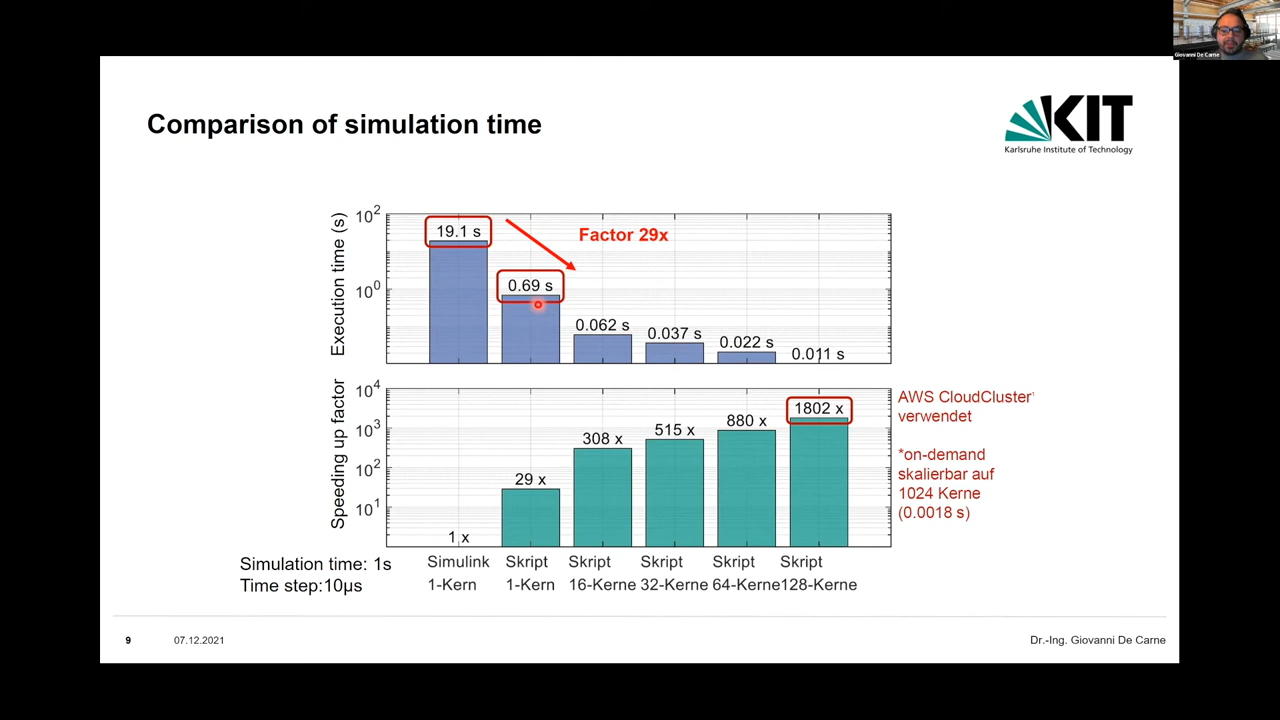 Giovanni De Carne
Comparison of simulation time
KIT
Karlsruhe Institute of Technology
Execution time (s)
10²
10⁰
19.1 s
0.69 s
Factor 29x
0.062 s
0.037 s
0.022 s
0.011 s
Speeding up factor
10⁴
10³
10²
10¹
1 x
29 x
308 x
515 x
880 x
1802 x
AWS CloudCluster*
verwendet
*on-demand
skalierbar auf
1024 Kerne
(0.0018 s)
Simulation time: 1s
Time step:10µs
Simulink
1-Kern
Skript
1-Kern
Skript
16-Kerne
Skript
32-Kerne
Skript
64-Kerne
Skript
128-Kerne
9
07.12.2021
Dr.-Ing. Giovanni De Carne